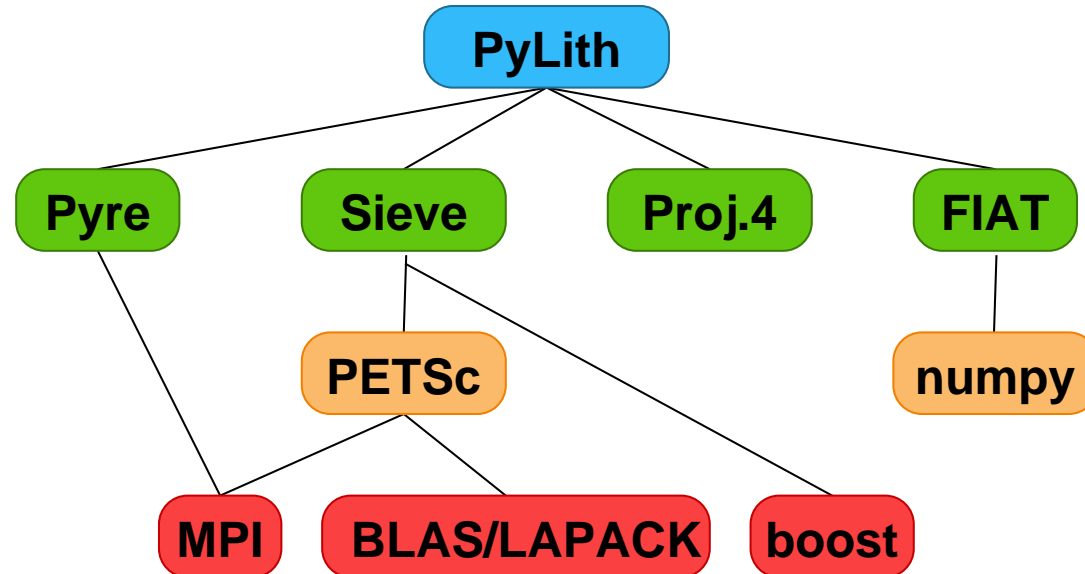 PyLith
Pyre
Sieve
Proj.4
FIAT
PETSc
numpy
MPI
BLAS/LAPACK
boost